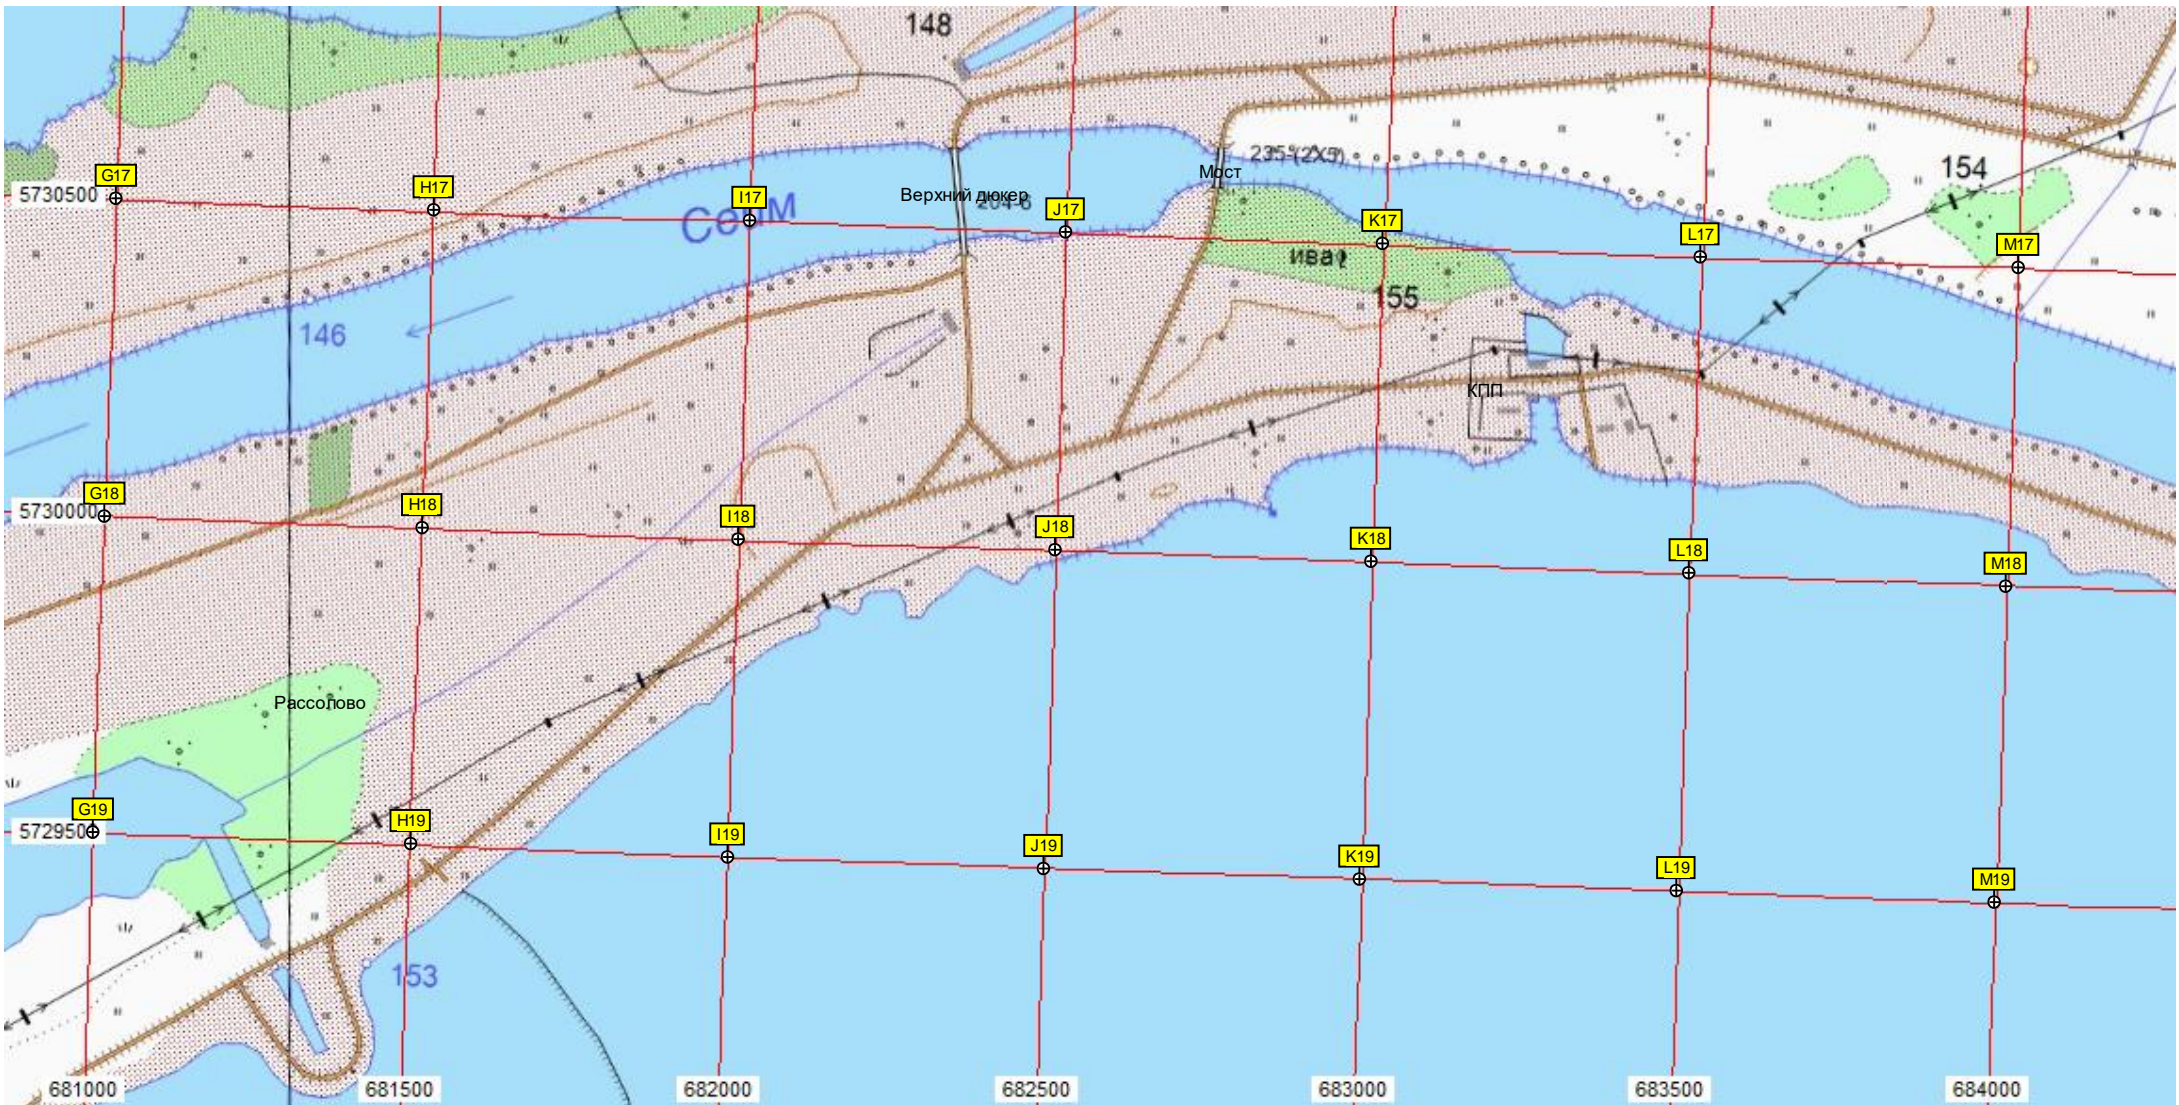 148
235-(2X5)
Мост
154
G17
5730500
H17
I17
Верхний дюкер
J17
K17
L17
M17
Сейм
ива
155
146
КПП
G18
5730000
H18
I18
J18
K18
L18
M18
Рассолово
G19
5729500
H19
I19
J19
K19
L19
M19
153
681000
681500
682000
682500
683000
683500
684000